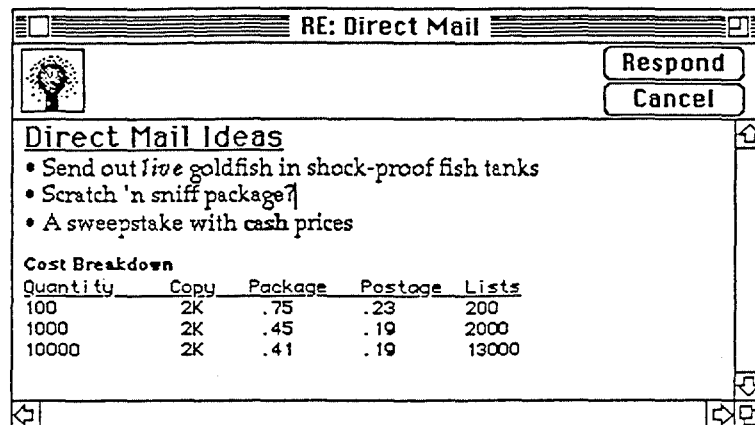 RE: Direct Mail
Respond
Cancel
Direct Mail Ideas
• Send out live goldfish in shock-proof fish tanks
• Scratch 'n sniff package?
• A sweepstake with cash prices
Cost Breakdown
Quantity Copy Package Postage Lists
100 2K .75 .23 200
1000 2K .45 .19 2000
10000 2K .41 .19 13000